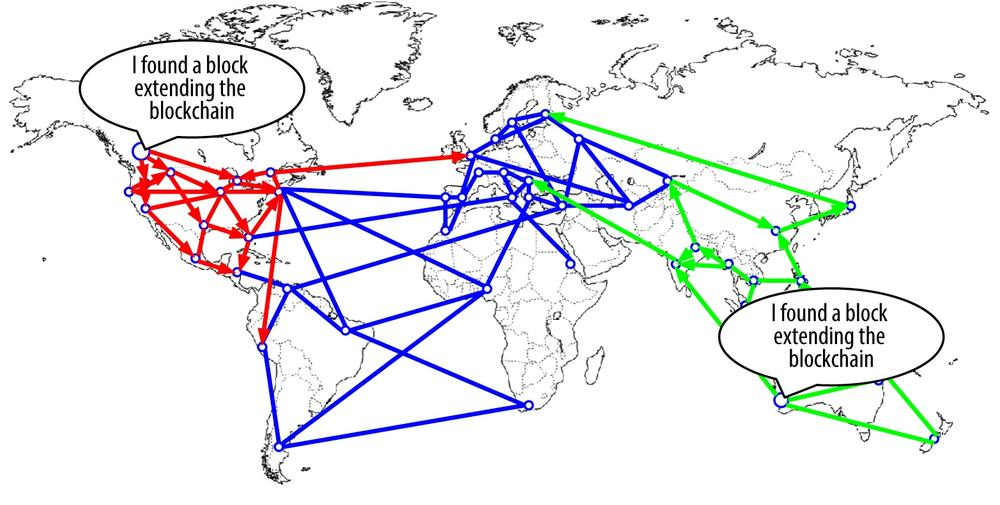 I found a block
extending the
blockchain
I found a block
extending the
blockchain